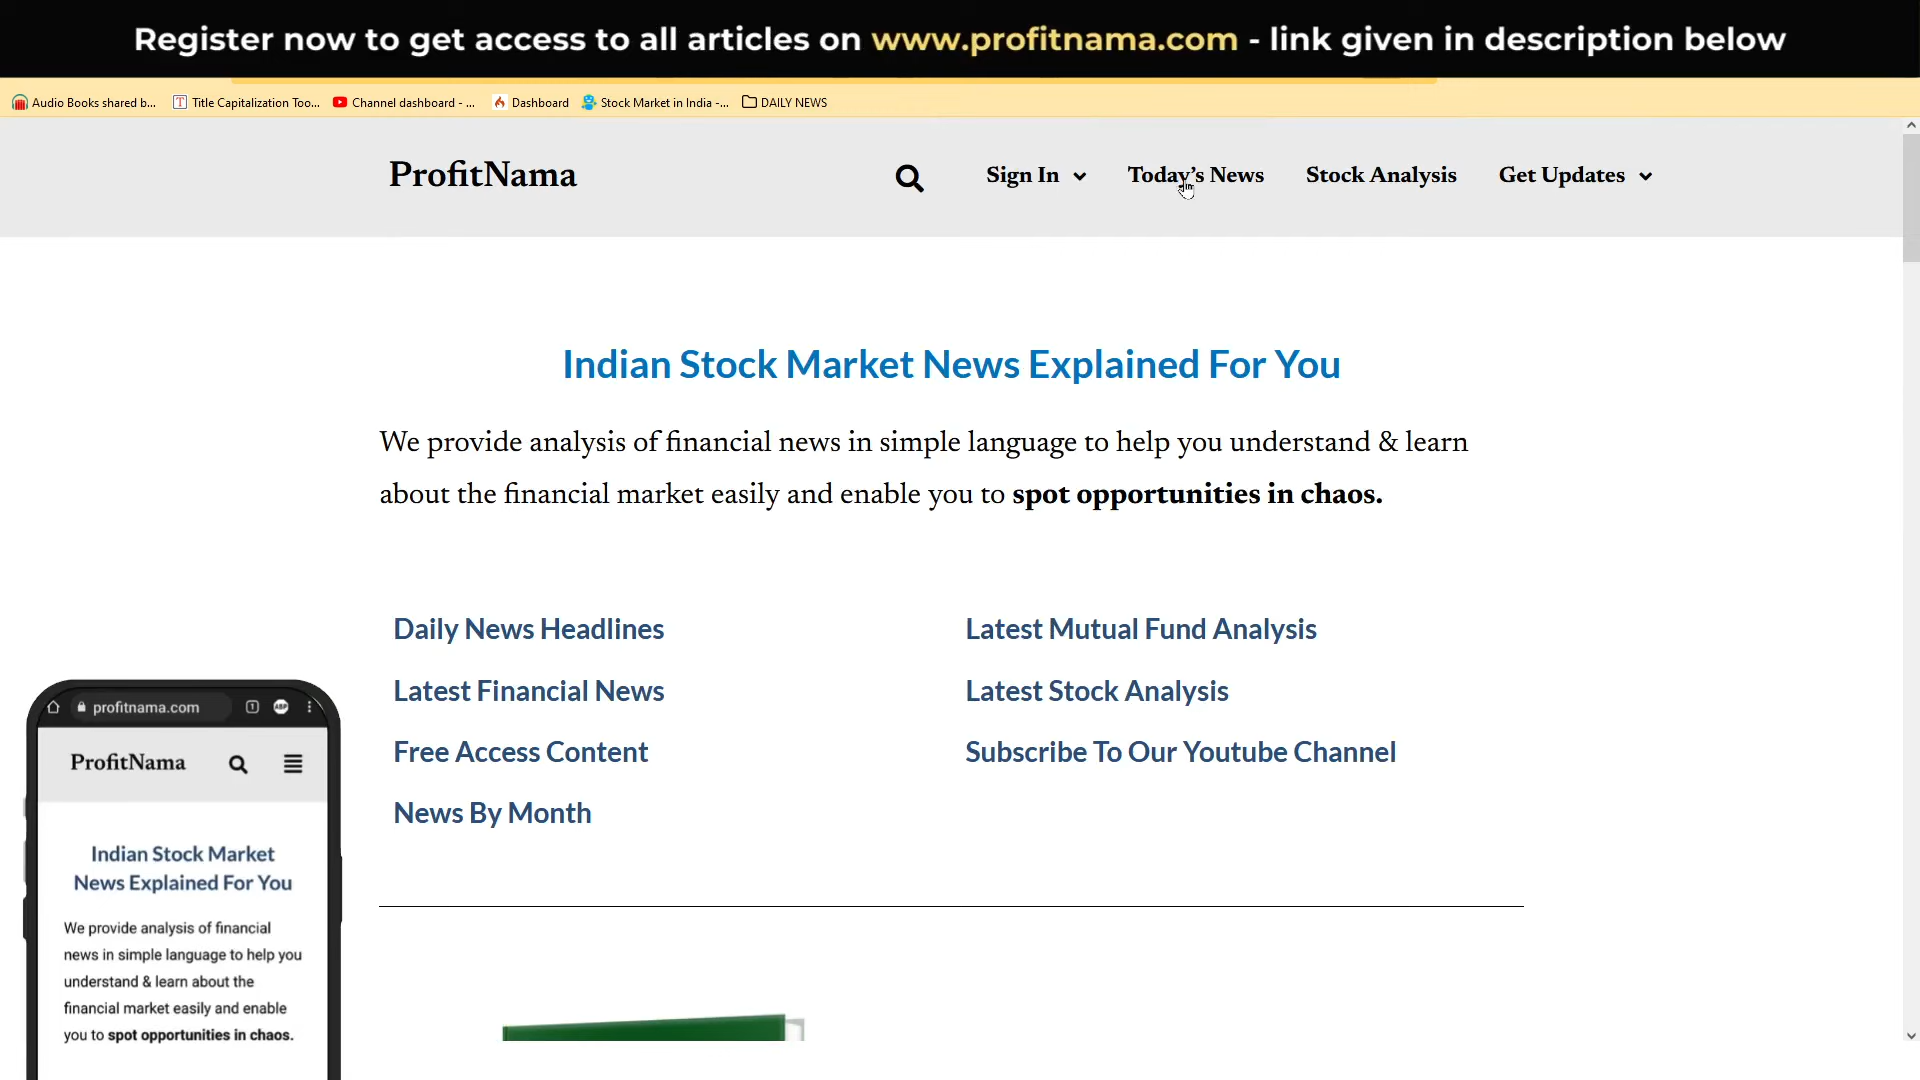 Register now to get access to all articles on www.profitnama.com - link given in description below
Audio Books shared b... Title Capitalization Too... Channel dashboard - ... Dashboard Stock Market in India -... DAILY NEWS
ProfitNama Sign In Today's News Stock Analysis Get Updates
Indian Stock Market News Explained For You
We provide analysis of financial news in simple language to help you understand & learn
about the financial market easily and enable you to spot opportunities in chaos.
Daily News Headlines
Latest Financial News
Free Access Content
News By Month
Latest Mutual Fund Analysis
Latest Stock Analysis
Subscribe To Our Youtube Channel
profitnama.com 1 ABP
ProfitNama
Indian Stock Market
News Explained For You
We provide analysis of financial
news in simple language to help you
understand & learn about the
financial market easily and enable
you to spot opportunities in chaos.